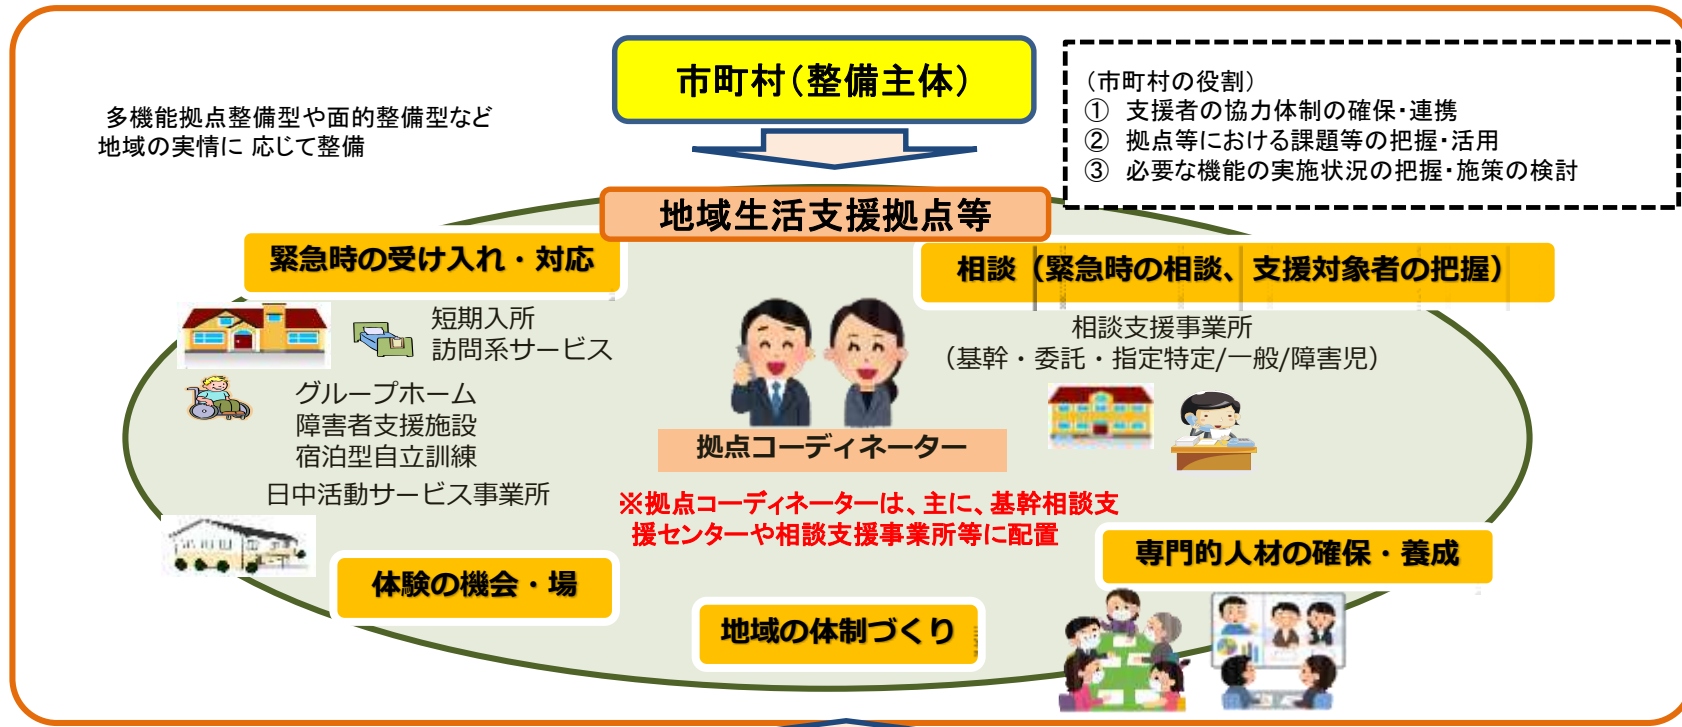 市町村（整備主体）
多機能拠点整備型や面的整備型など
地域の実情に 応じて整備
（市町村の役割）
① 支援者の協力体制の確保・連携
② 拠点等における課題等の把握・活用
③ 必要な機能の実施状況の把握・施策の検討
地域生活支援拠点等
緊急時の受け入れ・対応
短期入所
訪問系サービス
グループホーム
障害者支援施設
宿泊型自立訓練
日中活動サービス事業所
体験の機会・場
拠点コーディネーター
※拠点コーディネーターは、主に、基幹相談支
援センターや相談支援事業所等に配置
地域の体制づくり
相談（緊急時の相談、支援対象者の把握）
相談支援事業所
（基幹・委託・指定特定/一般/障害児）
専門的人材の確保・養成